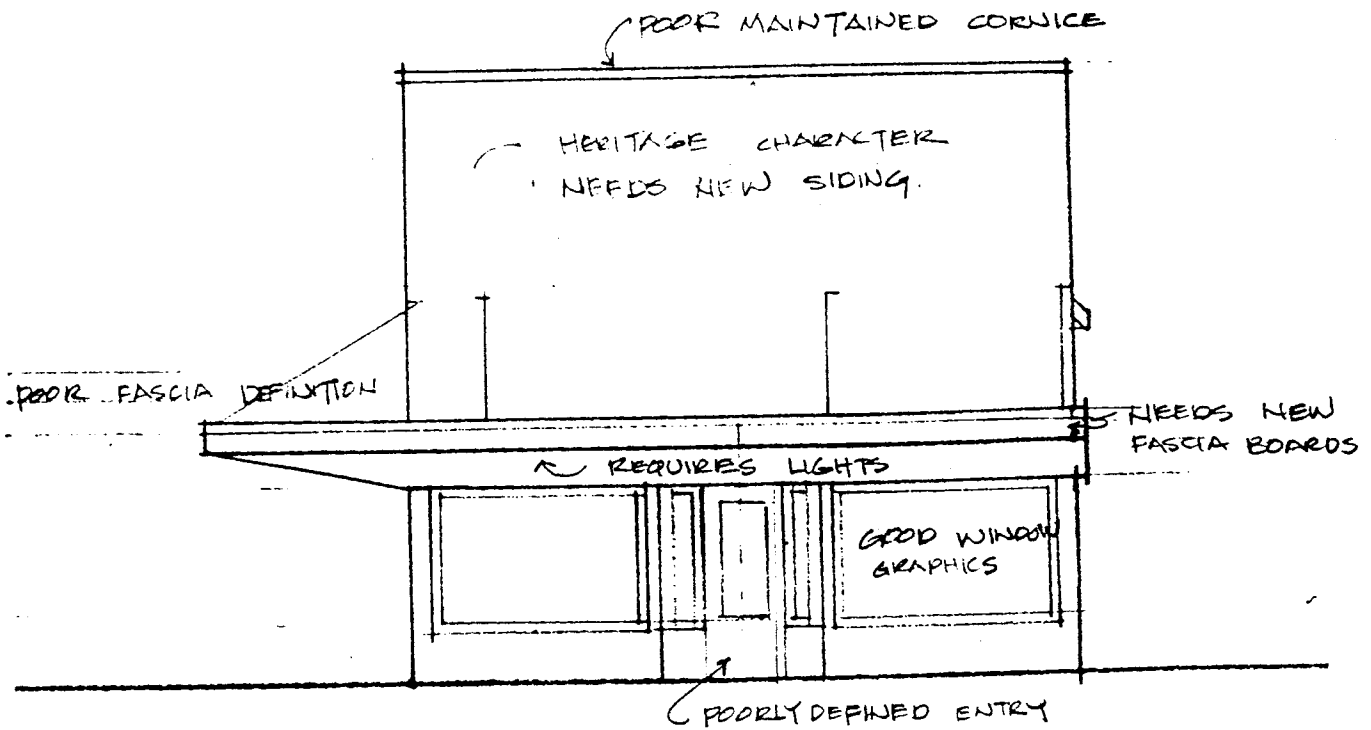 POOR MAINTAINED CORNICE
HERITAGE CHARACTER
NEEDS NEW SIDING.
POOR FASCIA DEFINITION
NEEDS NEW
FASCIA BOARDS
REQUIRES LIGHTS
GOOD WINDOW
GRAPHICS
POORLY DEFINED ENTRY